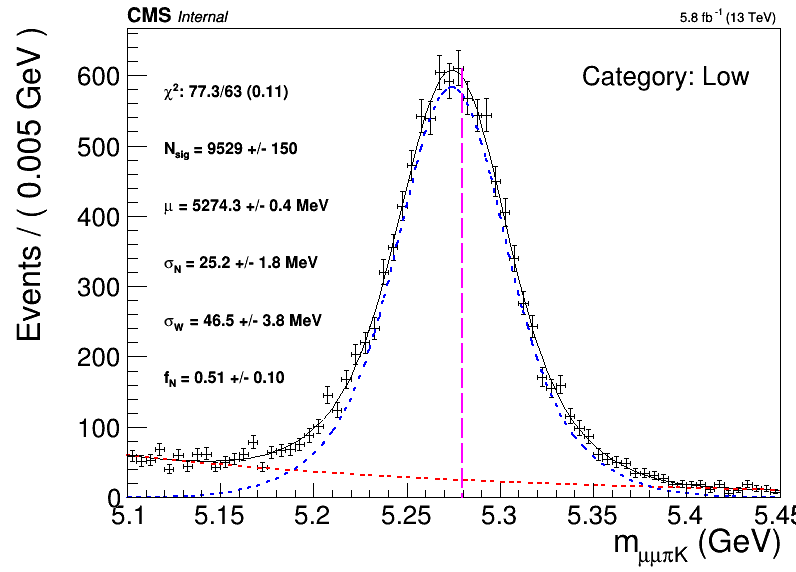 CMS Internal
5.8 fb⁻¹ (13 TeV)
Events / ( 0.005 GeV )
600
500
400
300
200
100
0
χ²: 77.3/63 (0.11)
N_sig = 9529 +/- 150
μ = 5274.3 +/- 0.4 MeV
σ_N = 25.2 +/- 1.8 MeV
σ_W = 46.5 +/- 3.8 MeV
f_N = 0.51 +/- 0.10
Category: Low
5.1 5.15 5.2 5.25 5.3 5.35 5.4 5.45
m_μμπK (GeV)